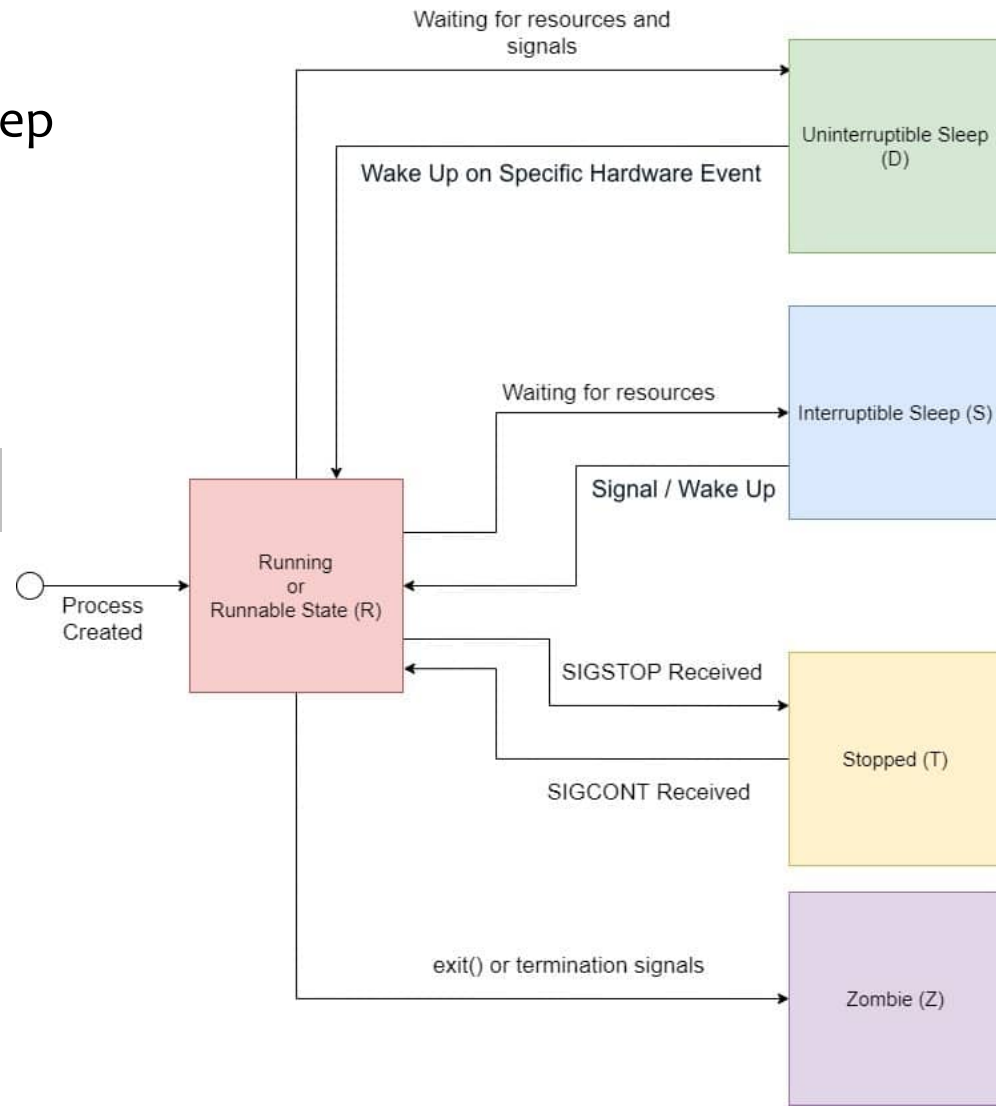 Waiting for resources and
signals
ep
Uninterruptible Sleep
(D)
Wake Up on Specific Hardware Event
Waiting for resources
Interruptible Sleep (S)
Signal / Wake Up
Running
or
Runnable State (R)
Process
Created
SIGSTOP Received
Stopped (T)
SIGCONT Received
exit() or termination signals
Zombie (Z)